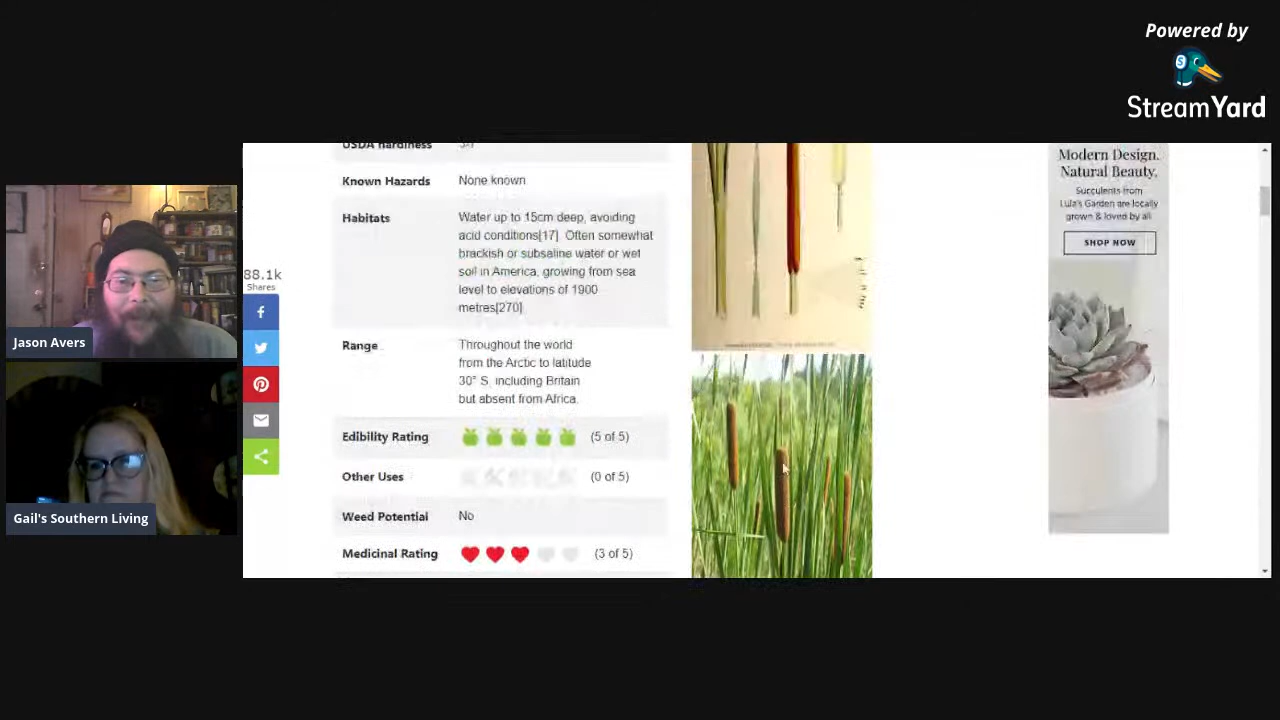 Powered by
StreamYard
USDA hardiness
Known Hazards
None known
Habitats
Water up to 15cm deep, avoiding
acid conditions[17]. Often somewhat
brackish or subsaline water or wet
soil in America, growing from sea
level to elevations of 1900
metres[270].
Range
Throughout the world
from the Arctic to latitude
30° S, including Britain
but absent from Africa.
Edibility Rating
(5 of 5)
Other Uses
(0 of 5)
Weed Potential
No
Medicinal Rating
(3 of 5)
88.1k
Shares
Modern Design.
Natural Beauty.
Succulents from
Lula's Garden are locally
grown & loved by all
SHOP NOW
Jason Avers
Gail's Southern Living